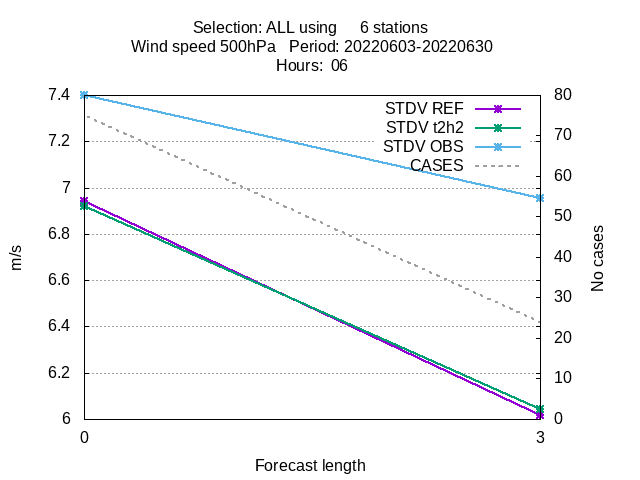 Selection: ALL using     6 stations
Wind speed 500hPa   Period: 20220603-20220630
Hours:  06
7.4
7.2
7
6.8
6.6
6.4
6.2
6
80
70
60
50
40
30
20
10
0
STDV REF
STDV t2h2
STDV OBS
CASES
m/s
No cases
0
3
Forecast length